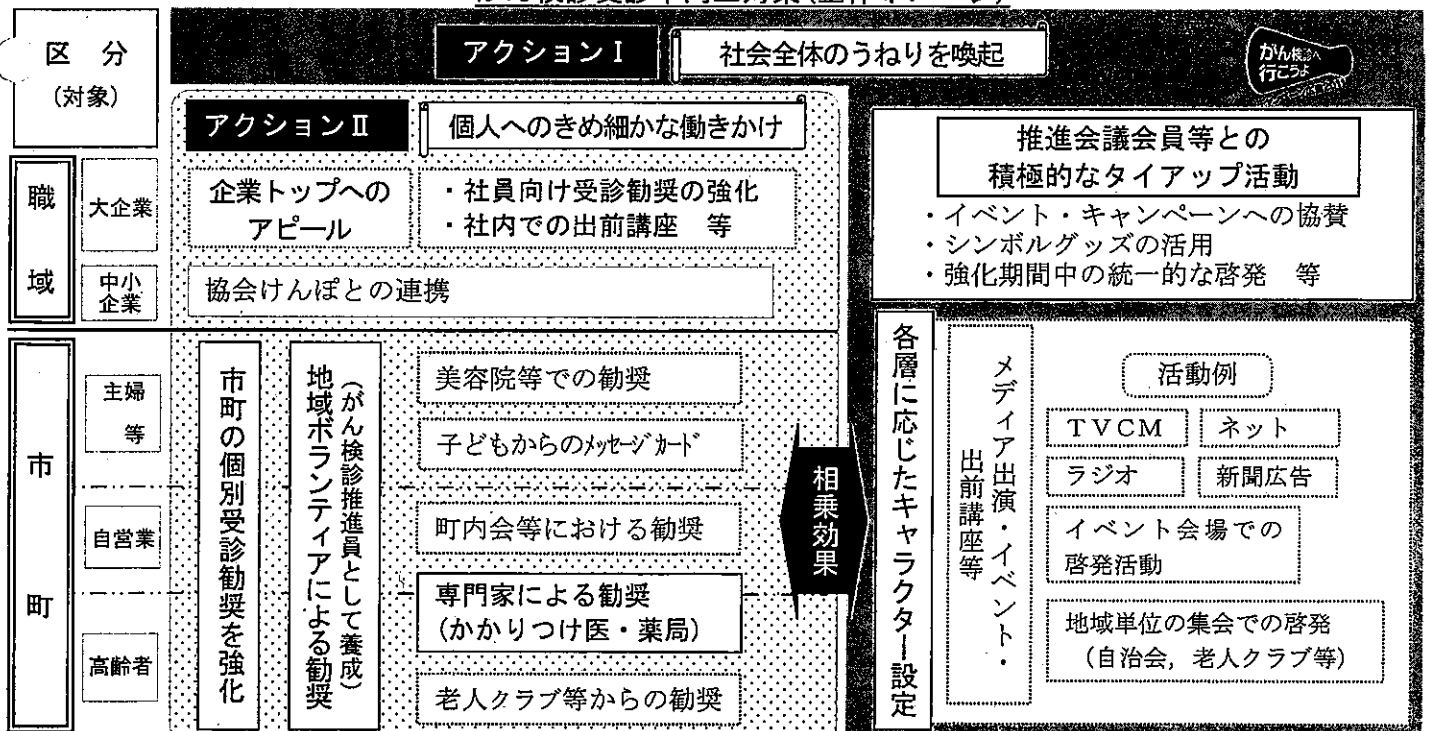 区　分
(対象)
アクションⅠ
社会全体のうねりを喚起
がん検診へ
行こうよ
アクションⅡ
個人へのきめ細かな働きかけ
職域
大企業
企業トップへの
アピール
・社員向け受診勧奨の強化
・社内での出前講座　等
中小
企業
協会けんぽとの連携
推進会議会員等との
積極的なタイアップ活動
・イベント・キャンペーンへの協賛
・シンボルグッズの活用
・強化期間中の統一的な啓発　等
市町
主婦
等
自営業
高齢者
市町の個別受診勧奨を強化
地域ボランティアによる勧奨
(がん検診推進員として養成)
美容院等での勧奨
子どもからのメッセージカード
町内会等における勧奨
専門家による勧奨
(かかりつけ医・薬局)
老人クラブ等からの勧奨
相乗効果
各層に応じたキャラクター設定
メディア出演・イベント・
出前講座等
活動例
ＴＶＣＭ
ネット
ラジオ
新聞広告
イベント会場での
啓発活動
地域単位の集会での啓発
(自治会，老人クラブ等)